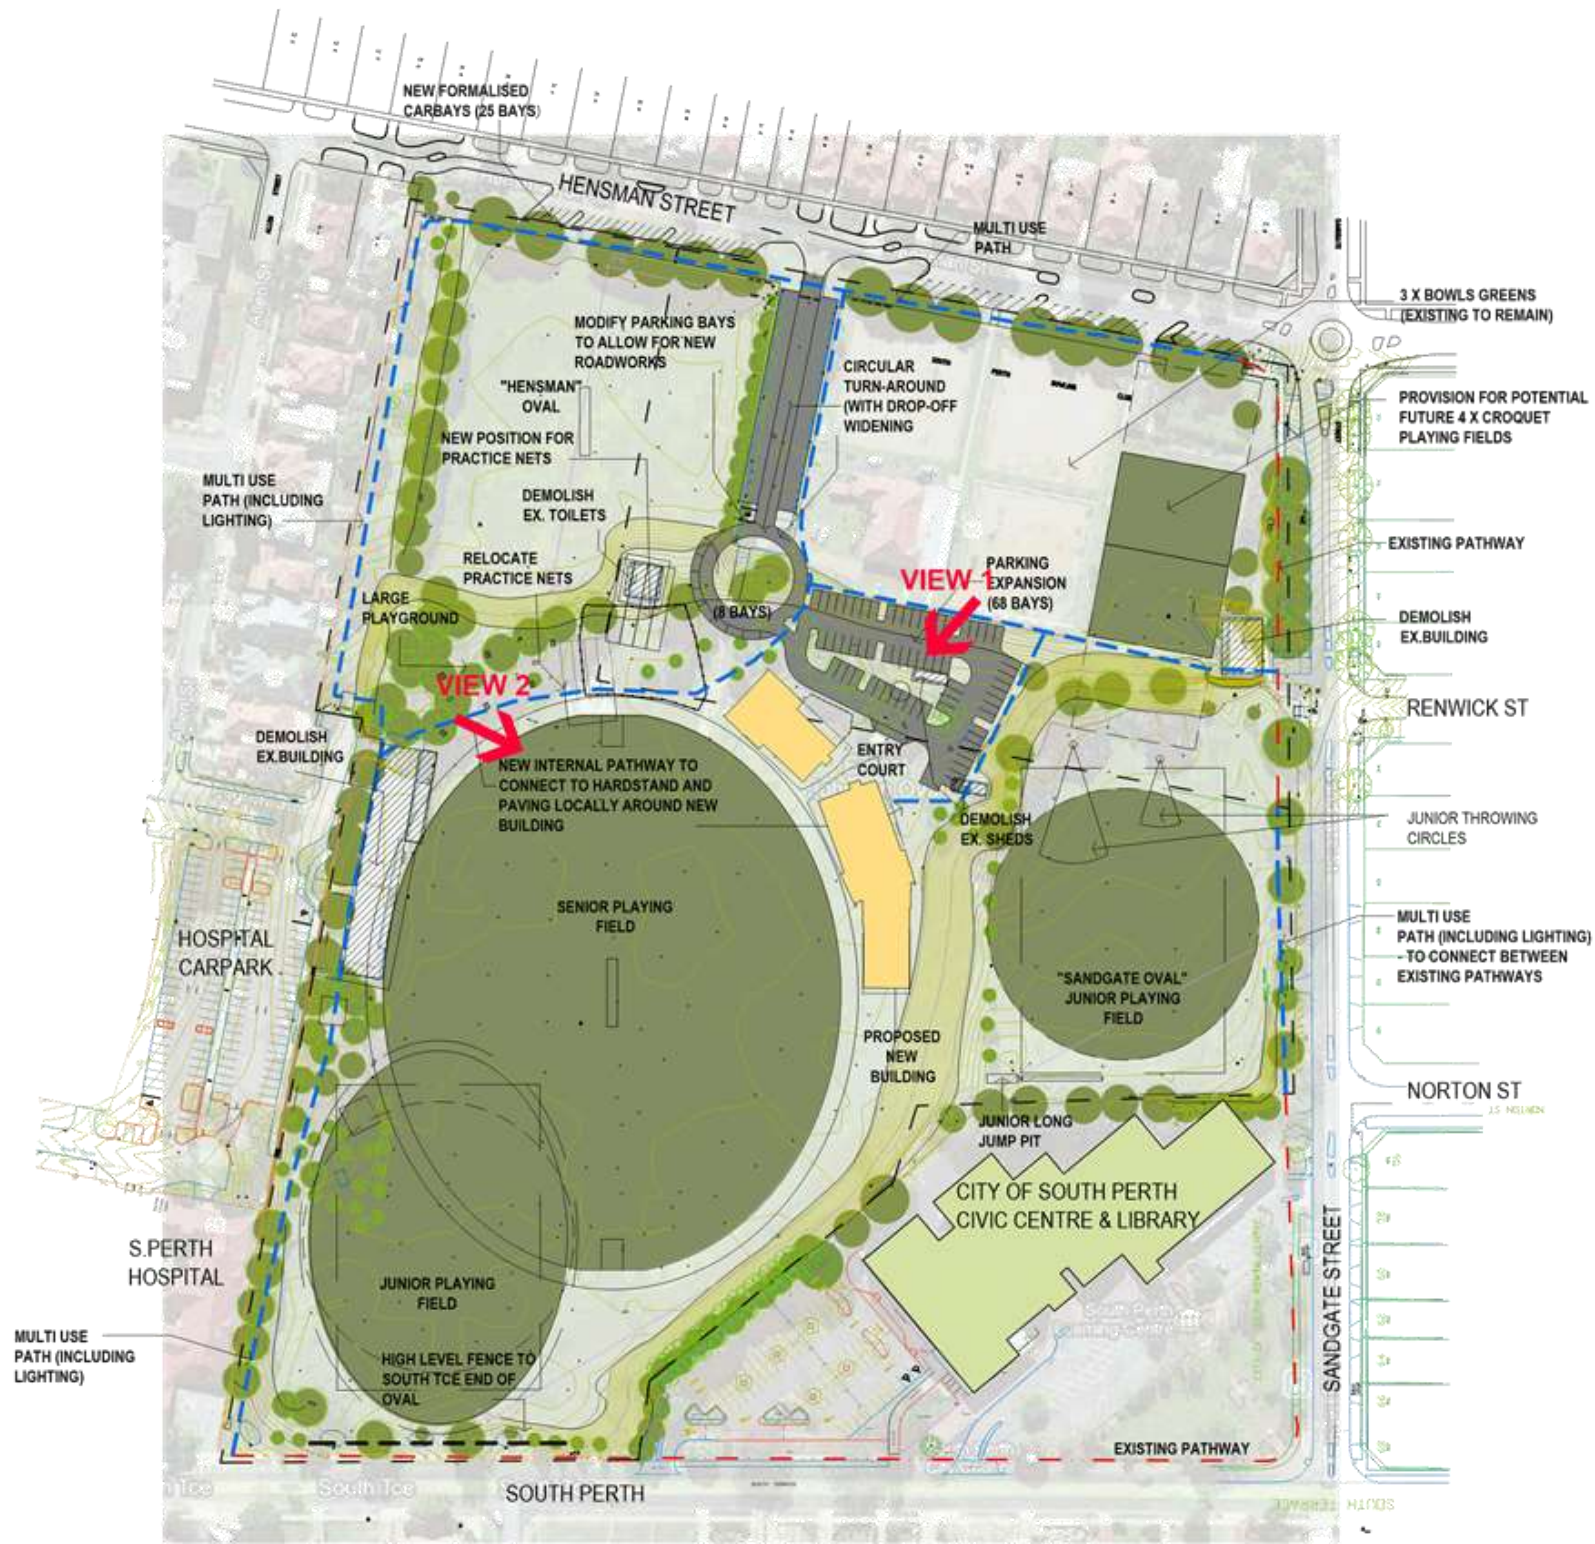 NEW FORMALISED
CARBAYS (25 BAYS)
HENSMAN STREET
MULTI USE
PATH
3 X BOWLS GREENS
(EXISTING TO REMAIN)
MODIFY PARKING BAYS
TO ALLOW FOR NEW
ROADWORKS
CIRCULAR
TURN-AROUND
(WITH DROP-OFF
WIDENING
"HENSMAN"
OVAL
PROVISION FOR POTENTIAL
FUTURE 4 X CROQUET
PLAYING FIELDS
NEW POSITION FOR
PRACTICE NETS
MULTI USE
PATH (INCLUDING
LIGHTING)
DEMOLISH
EX. TOILETS
EXISTING PATHWAY
RELOCATE
PRACTICE NETS
PARKING
EXPANSION
(68 BAYS)
VIEW 1
LARGE
PLAYGROUND
(8 BAYS)
DEMOLISH
EX.BUILDING
VIEW 2
RENWICK ST
DEMOLISH
EX.BUILDING
ENTRY
COURT
NEW INTERNAL PATHWAY TO
CONNECT TO HARDSTAND AND
PAVING LOCALLY AROUND NEW
BUILDING
DEMOLISH
EX. SHEDS
JUNIOR THROWING
CIRCLES
SENIOR PLAYING
FIELD
HOSPITAL
CARPARK
MULTI USE
PATH (INCLUDING LIGHTING)
- TO CONNECT BETWEEN
EXISTING PATHWAYS
"SANDGATE OVAL"
JUNIOR PLAYING
FIELD
PROPOSED
NEW
BUILDING
NORTON ST
NORTON ST
JUNIOR LONG
JUMP PIT
CITY OF SOUTH PERTH
CIVIC CENTRE & LIBRARY
S.PERTH
HOSPITAL
SANDGATE STREET
JUNIOR PLAYING
FIELD
MULTI USE
PATH (INCLUDING
LIGHTING)
HIGH LEVEL FENCE TO
SOUTH TCE END OF
OVAL
EXISTING PATHWAY
South Tce
SOUTH PERTH
SOUTH TERRACE